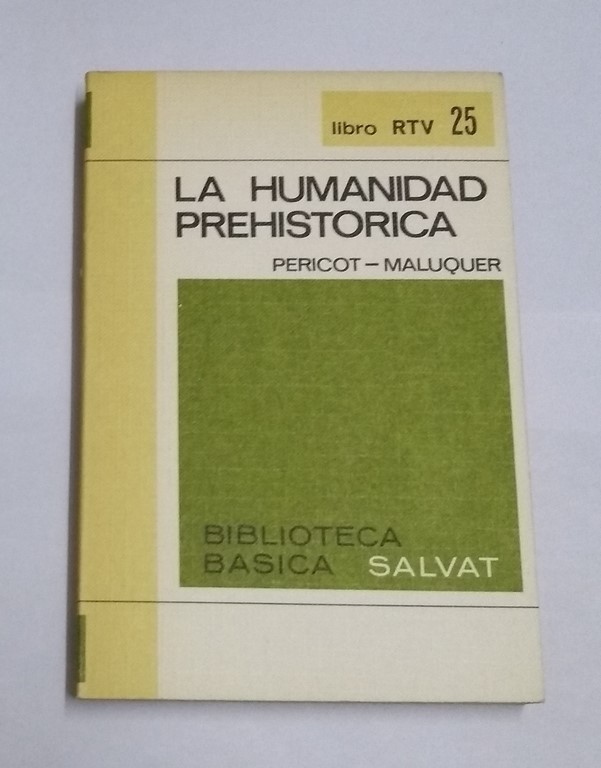 libro RTV 25
LA HUMANIDAD
PREHISTORICA
PERICOT – MALUQUER
BIBLIOTECA
BASICA SALVAT